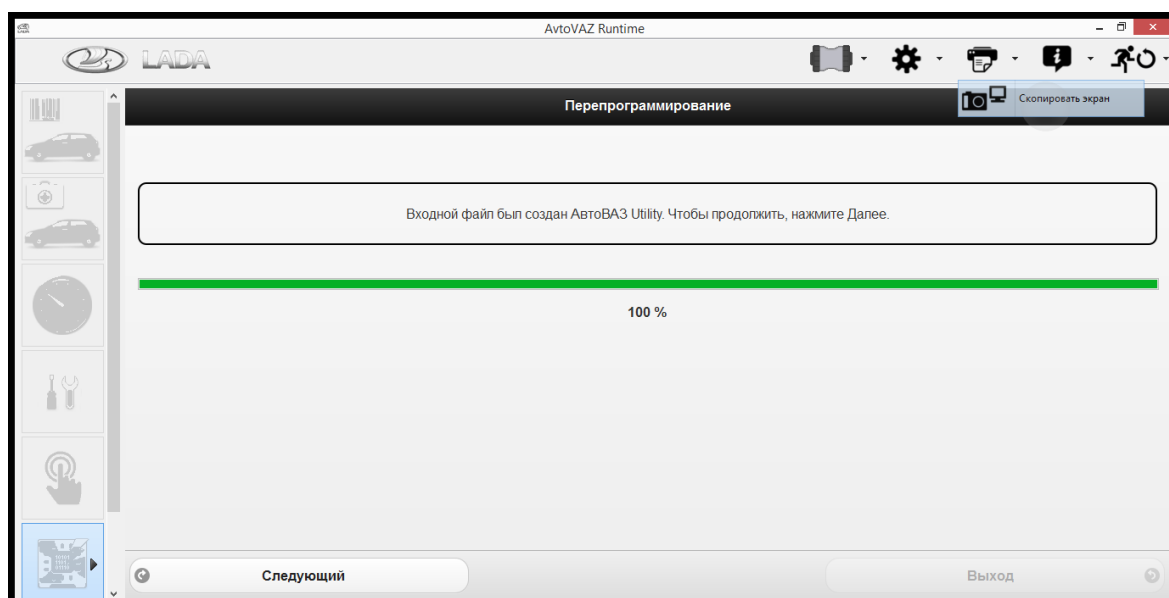 AvtoVAZ Runtime
LADA
Скопировать экран
Перепрограммирование
Входной файл был создан АвтоВАЗ Utility. Чтобы продолжить, нажмите Далее.
100 %
Следующий
Выход